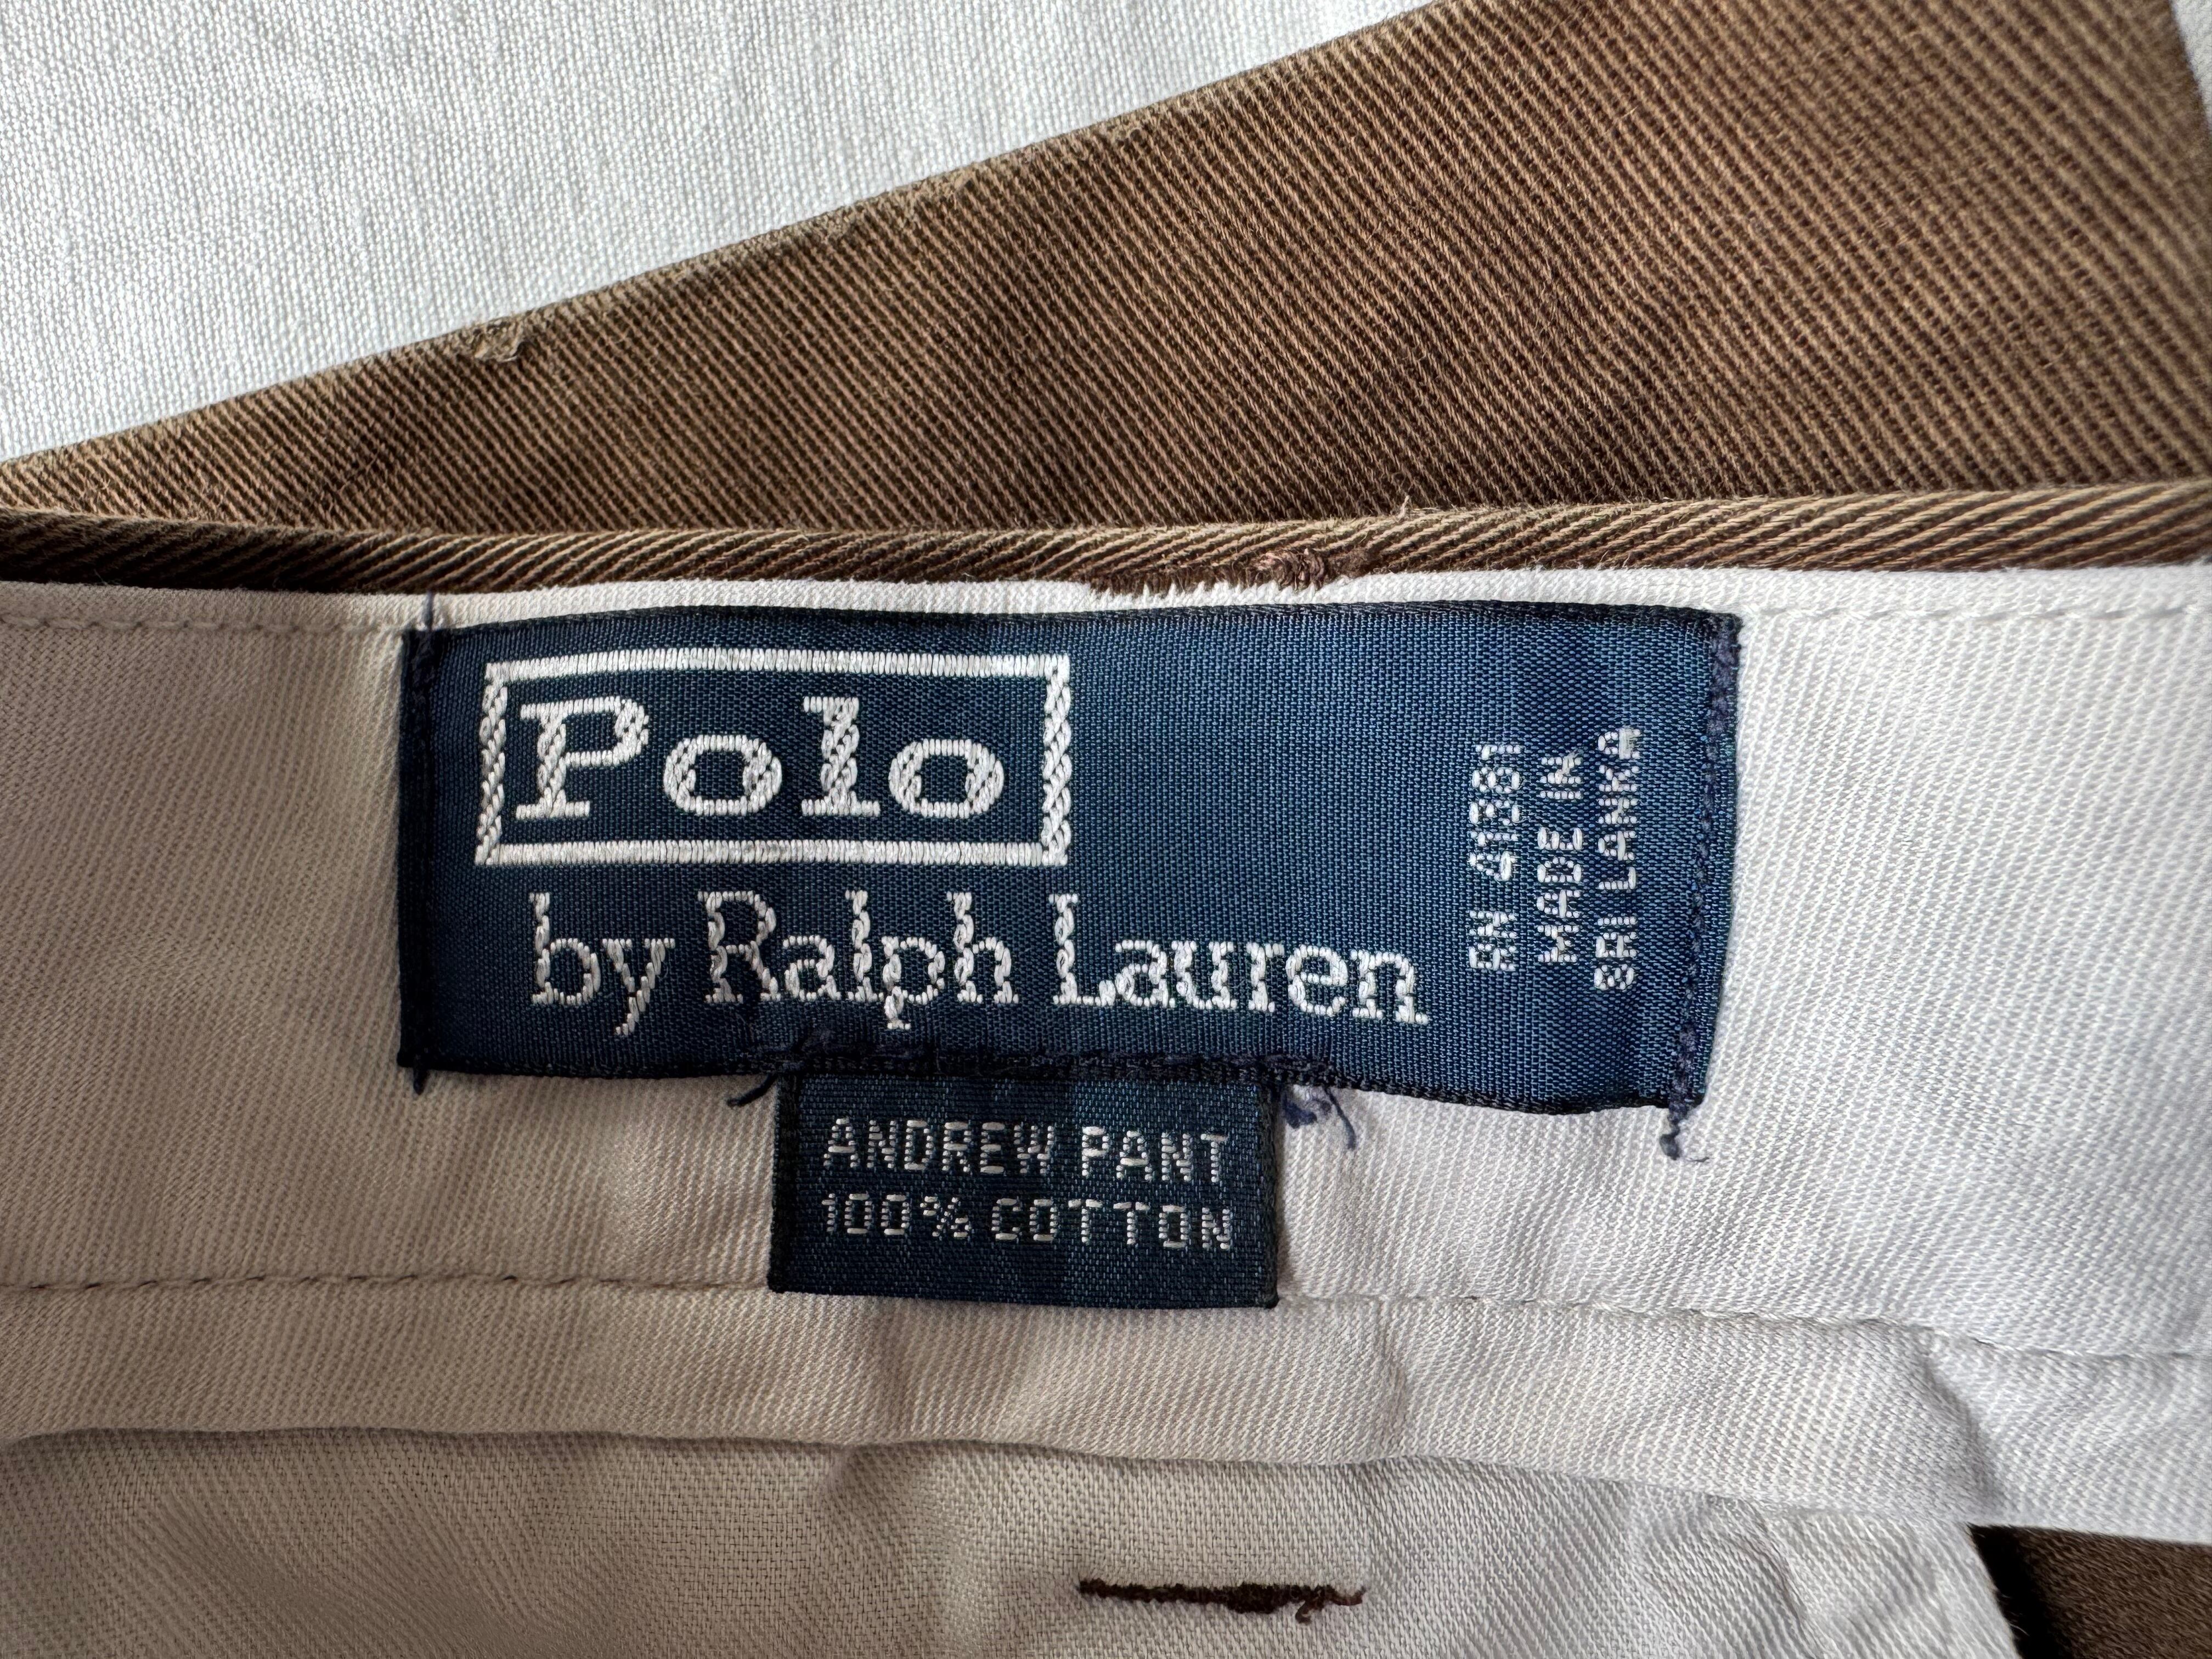 Polo
by Ralph Lauren
RN 41381
MADE IN
SRI LANKA
ANDREW PANT
100% COTTON